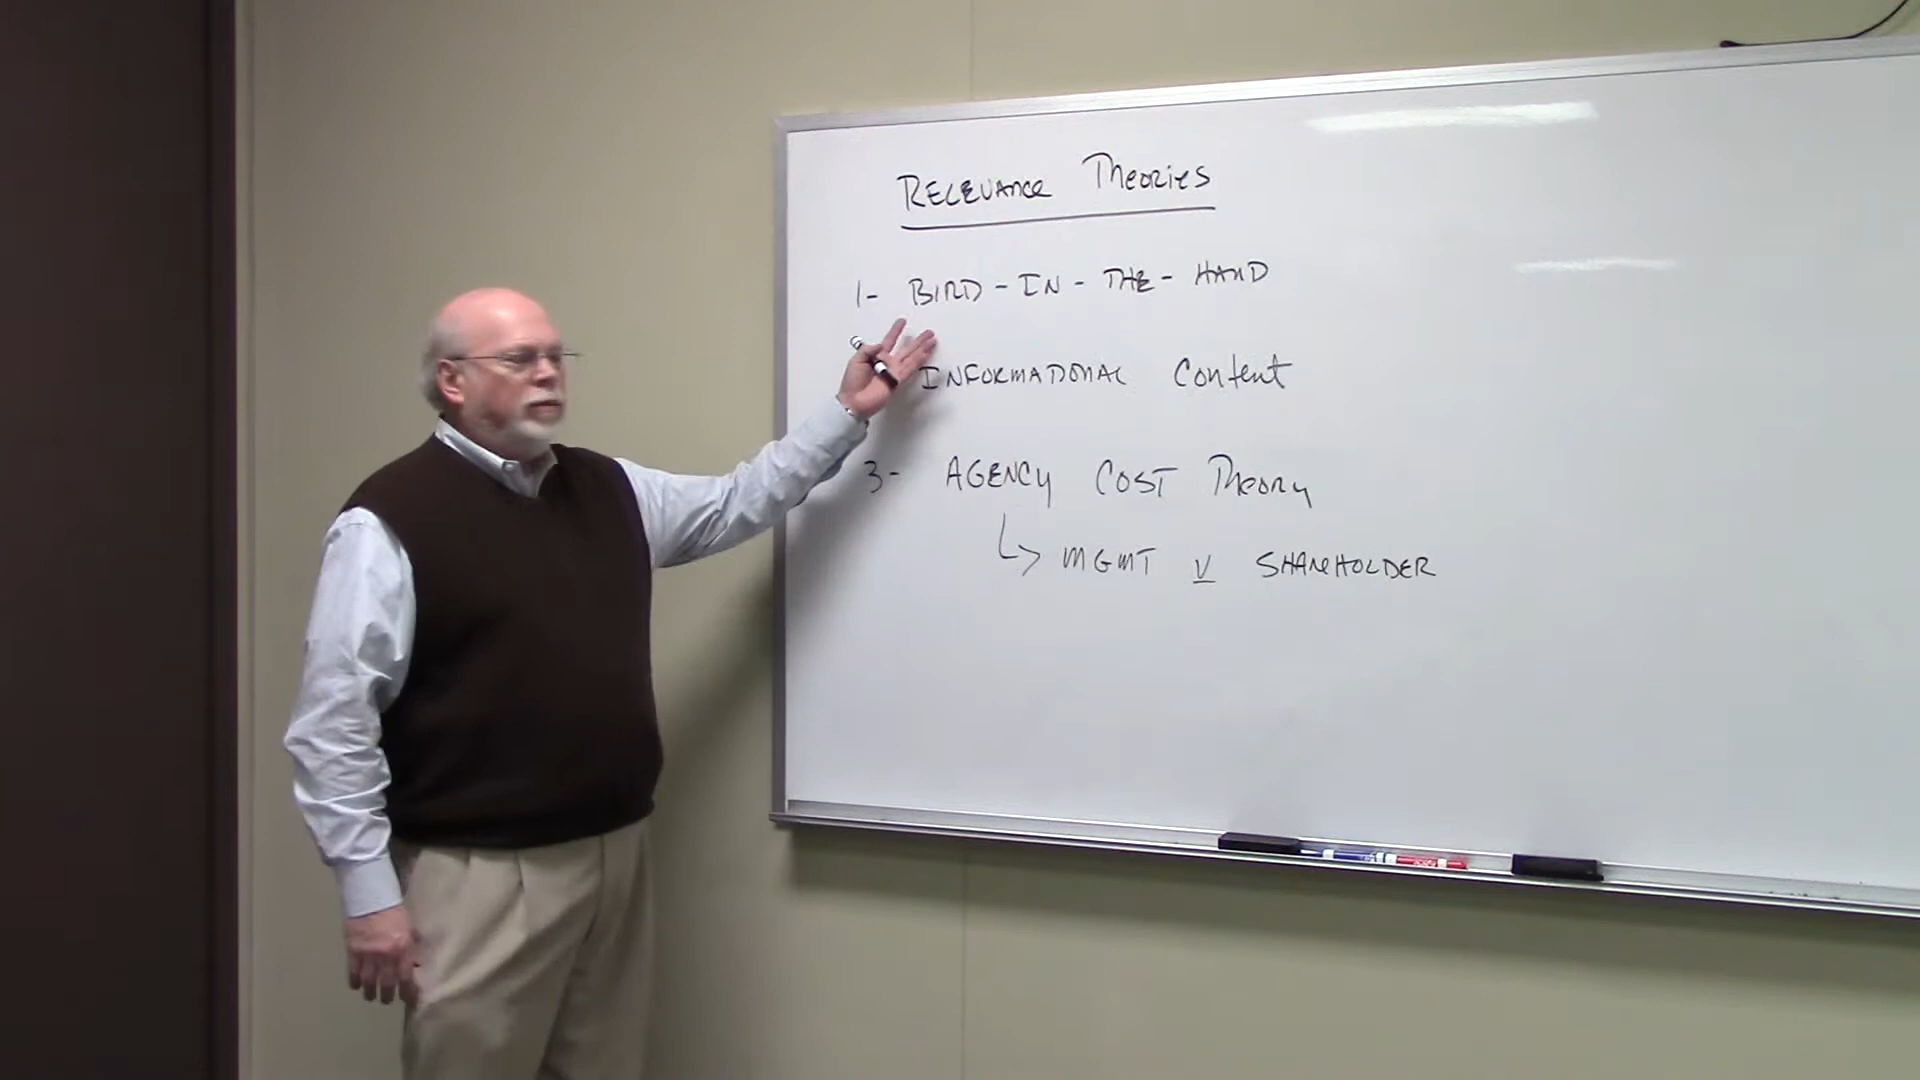 Relevance Theories
1- BIRD-IN-THE-HAND
INFORMATIONAL Content
3- AGENCY COST Theory
↳ MGMT V SHAREHOLDER